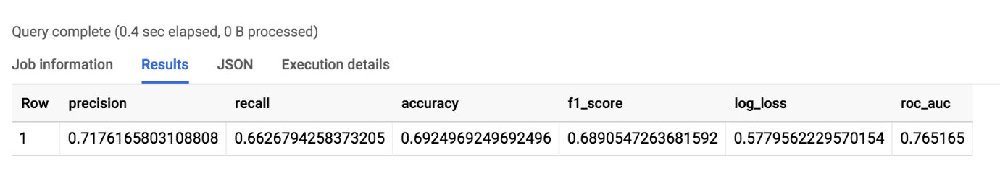 Query complete (0.4 sec elapsed, 0 B processed)
Job information Results JSON Execution details
Row precision recall accuracy f1_score log_loss roc_auc
1 0.7176165803108808 0.6626794258373205 0.6924969249692496 0.6890547263681592 0.5779562229570154 0.765165